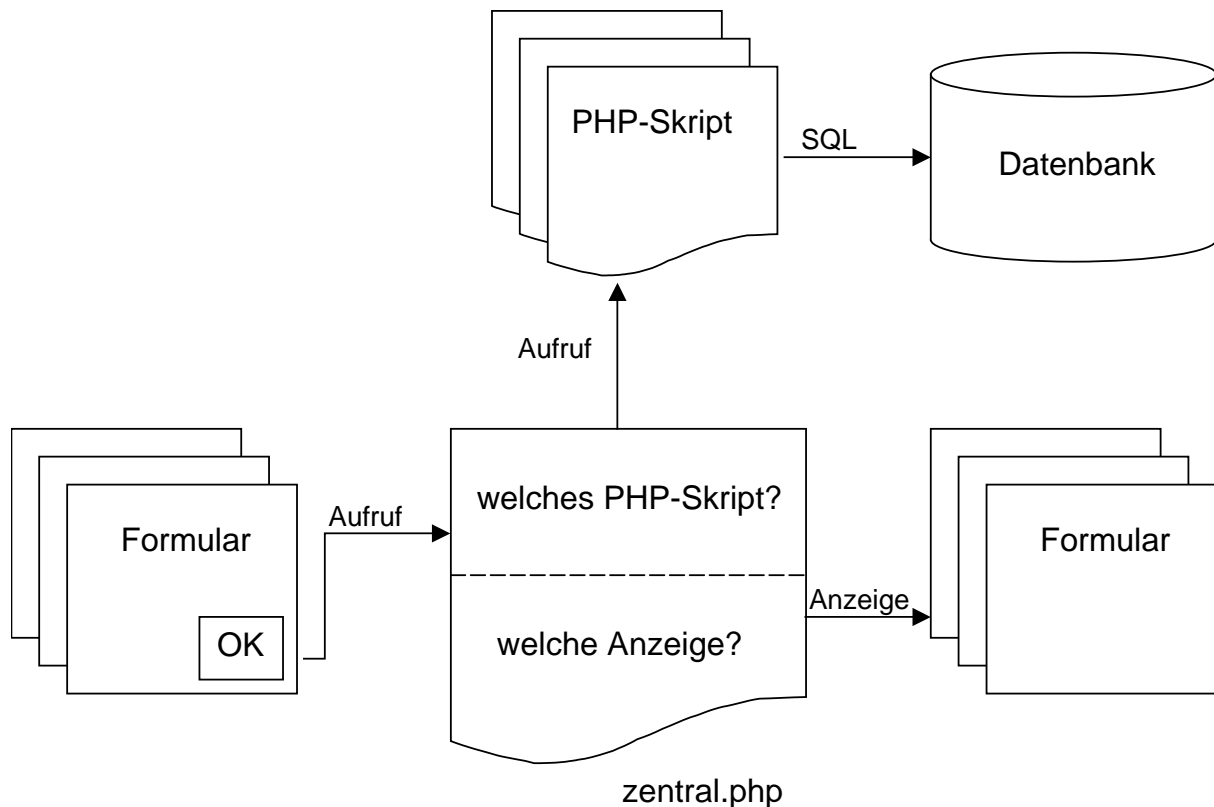 PHP-Skript
SQL
Datenbank
Aufruf
welches PHP-Skript?
Aufruf
Formular
OK
welche Anzeige?
Anzeige
Formular
zentral.php